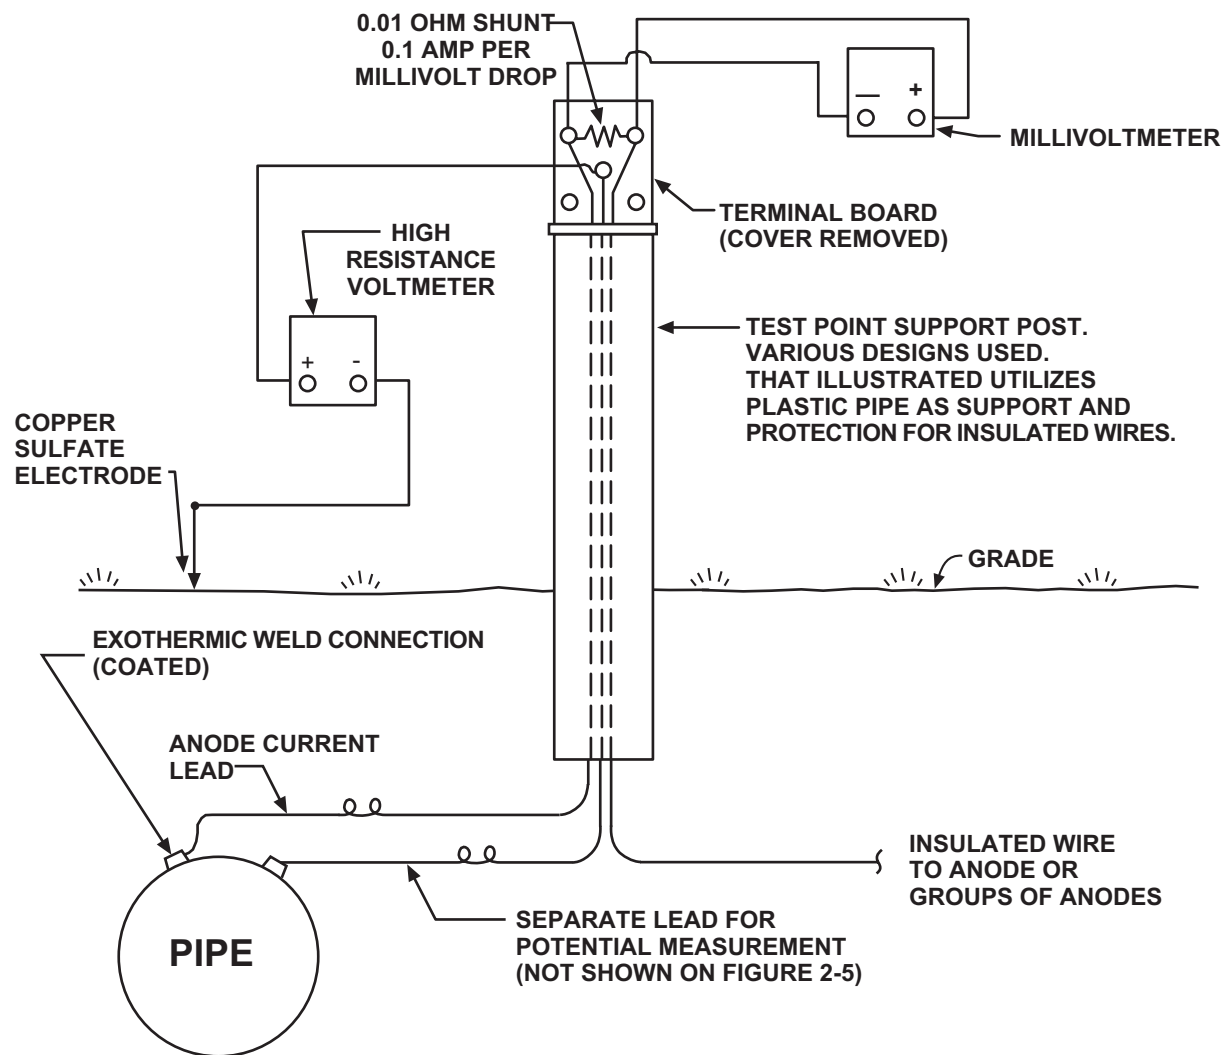 0.01 OHM SHUNT
0.1 AMP PER
MILLIVOLT DROP
— +
MILLIVOLTMETER
TERMINAL BOARD
(COVER REMOVED)
HIGH
RESISTANCE
VOLTMETER
+ -
TEST POINT SUPPORT POST.
VARIOUS DESIGNS USED.
THAT ILLUSTRATED UTILIZES
PLASTIC PIPE AS SUPPORT AND
PROTECTION FOR INSULATED WIRES.
COPPER
SULFATE
ELECTRODE
GRADE
EXOTHERMIC WELD CONNECTION
(COATED)
ANODE CURRENT
LEAD
INSULATED WIRE
TO ANODE OR
GROUPS OF ANODES
SEPARATE LEAD FOR
POTENTIAL MEASUREMENT
(NOT SHOWN ON FIGURE 2-5)
PIPE